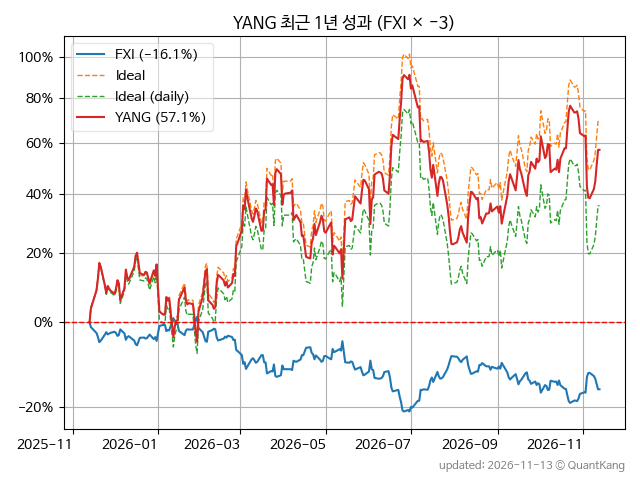 YANG 최근 1년 성과 (FXI × −3)
FXI (−16.1%)
Ideal
Ideal (daily)
YANG (57.1%)
100%
80%
60%
40%
20%
0%
−20%
2025-11 2026-01 2026-03 2026-05 2026-07 2026-09 2026-11
updated: 2026-11-13 © QuantKang